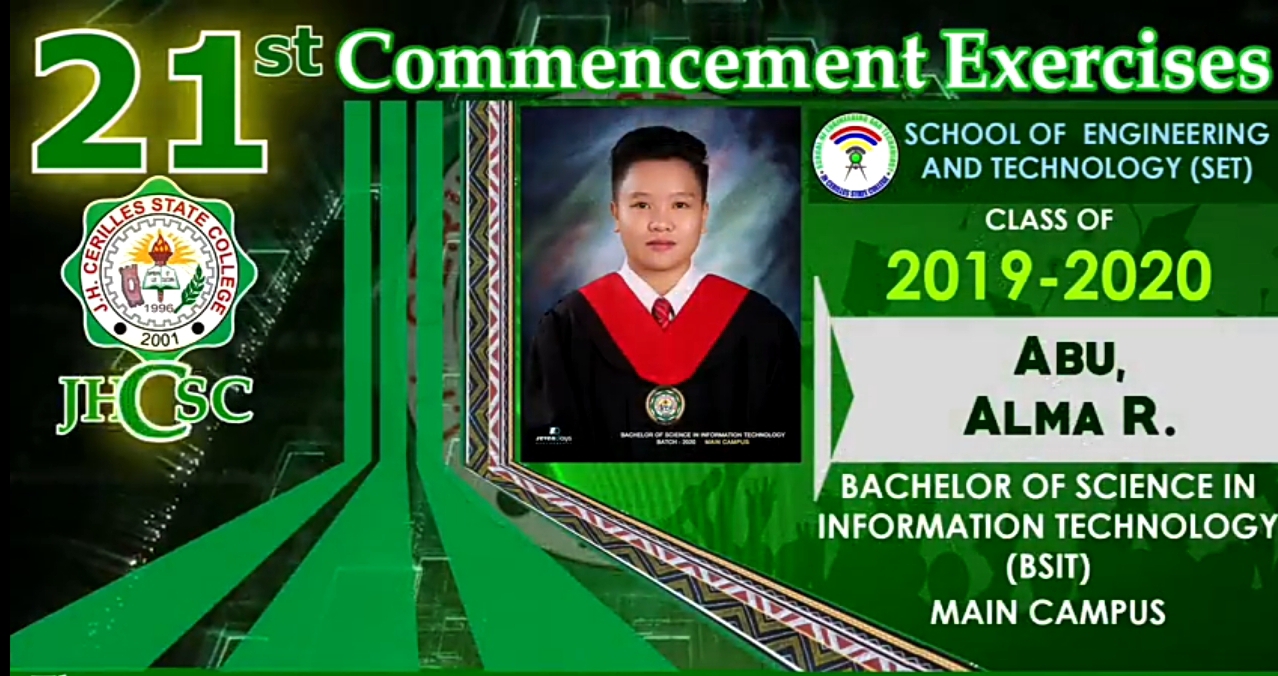 21st Commencement Exercises
J.H. CERILLES STATE COLLEGE
1996
2001
JHCSC
SCHOOL OF ENGINEERING
AND TECHNOLOGY (SET)
CLASS OF
2019-2020
ABU,
ALMA R.
BACHELOR OF SCIENCE IN INFORMATION TECHNOLOGY
BATCH - 2020 MAIN CAMPUS
BACHELOR OF SCIENCE IN
INFORMATION TECHNOLOGY
(BSIT)
MAIN CAMPUS